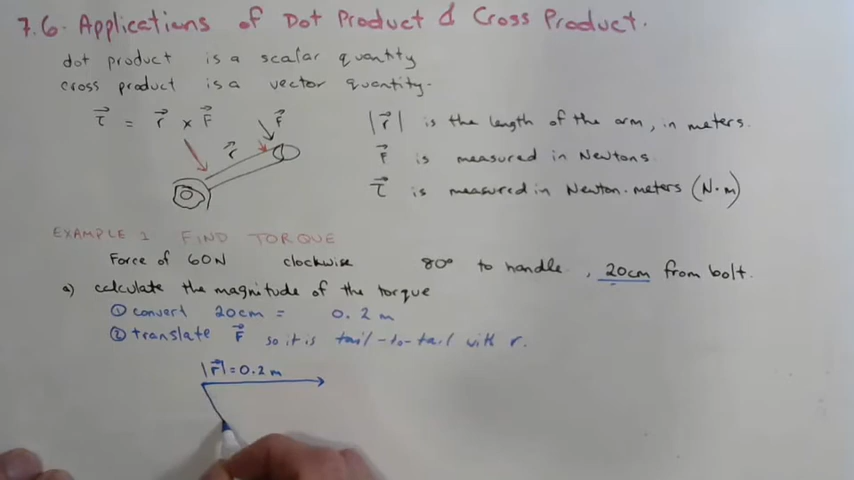 7.6. Applications of Dot Product & Cross Product.
dot product is a scalar quantity
cross product is a vector quantity.
τ⃗ = r⃗ × F⃗
F⃗
r⃗
|r⃗| is the length of the arm, in meters.
F⃗ is measured in Newtons.
τ⃗ is measured in Newton·meters (N·m)
EXAMPLE 1 FIND TORQUE
Force of 60N clockwise 80° to handle, 20cm from bolt.
a) calculate the magnitude of the torque
① convert 20cm = 0.2 m
② translate F⃗ so it is tail-to-tail with r.
|r⃗| = 0.2 m